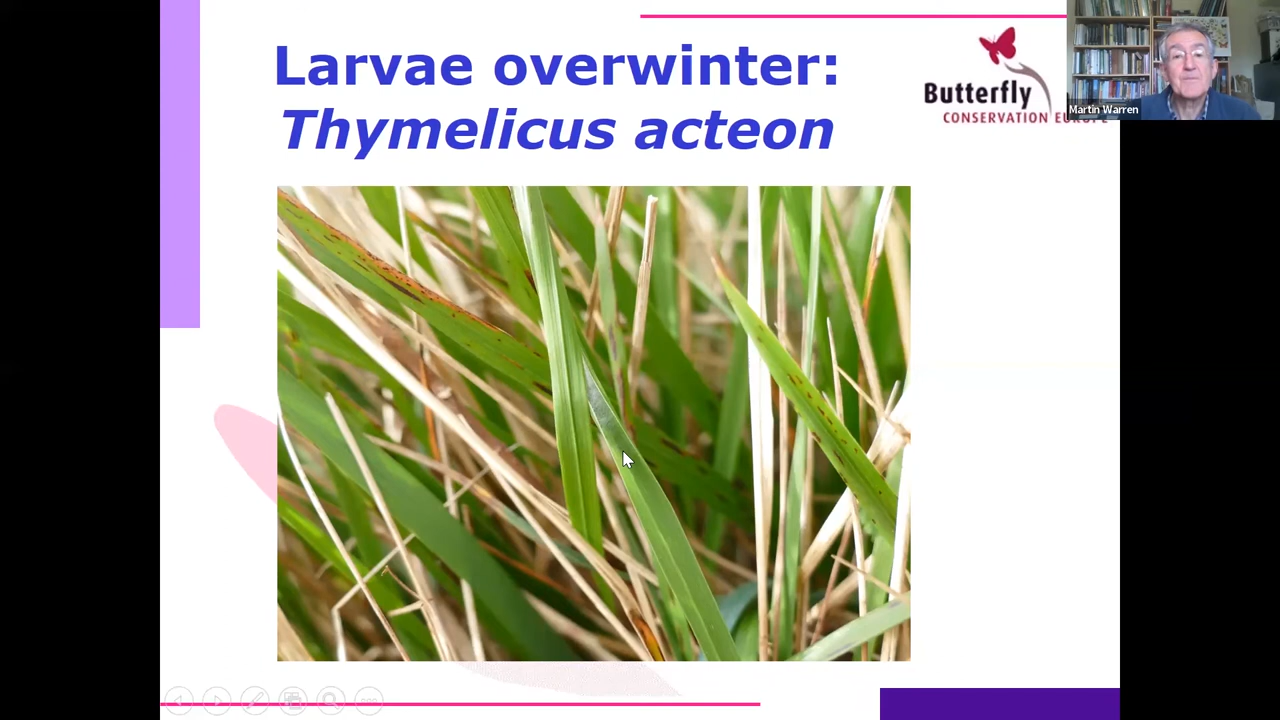 Larvae overwinter:
Thymelicus acteon
Butterfly
CONSERVATION EUROPE
Martin Warren